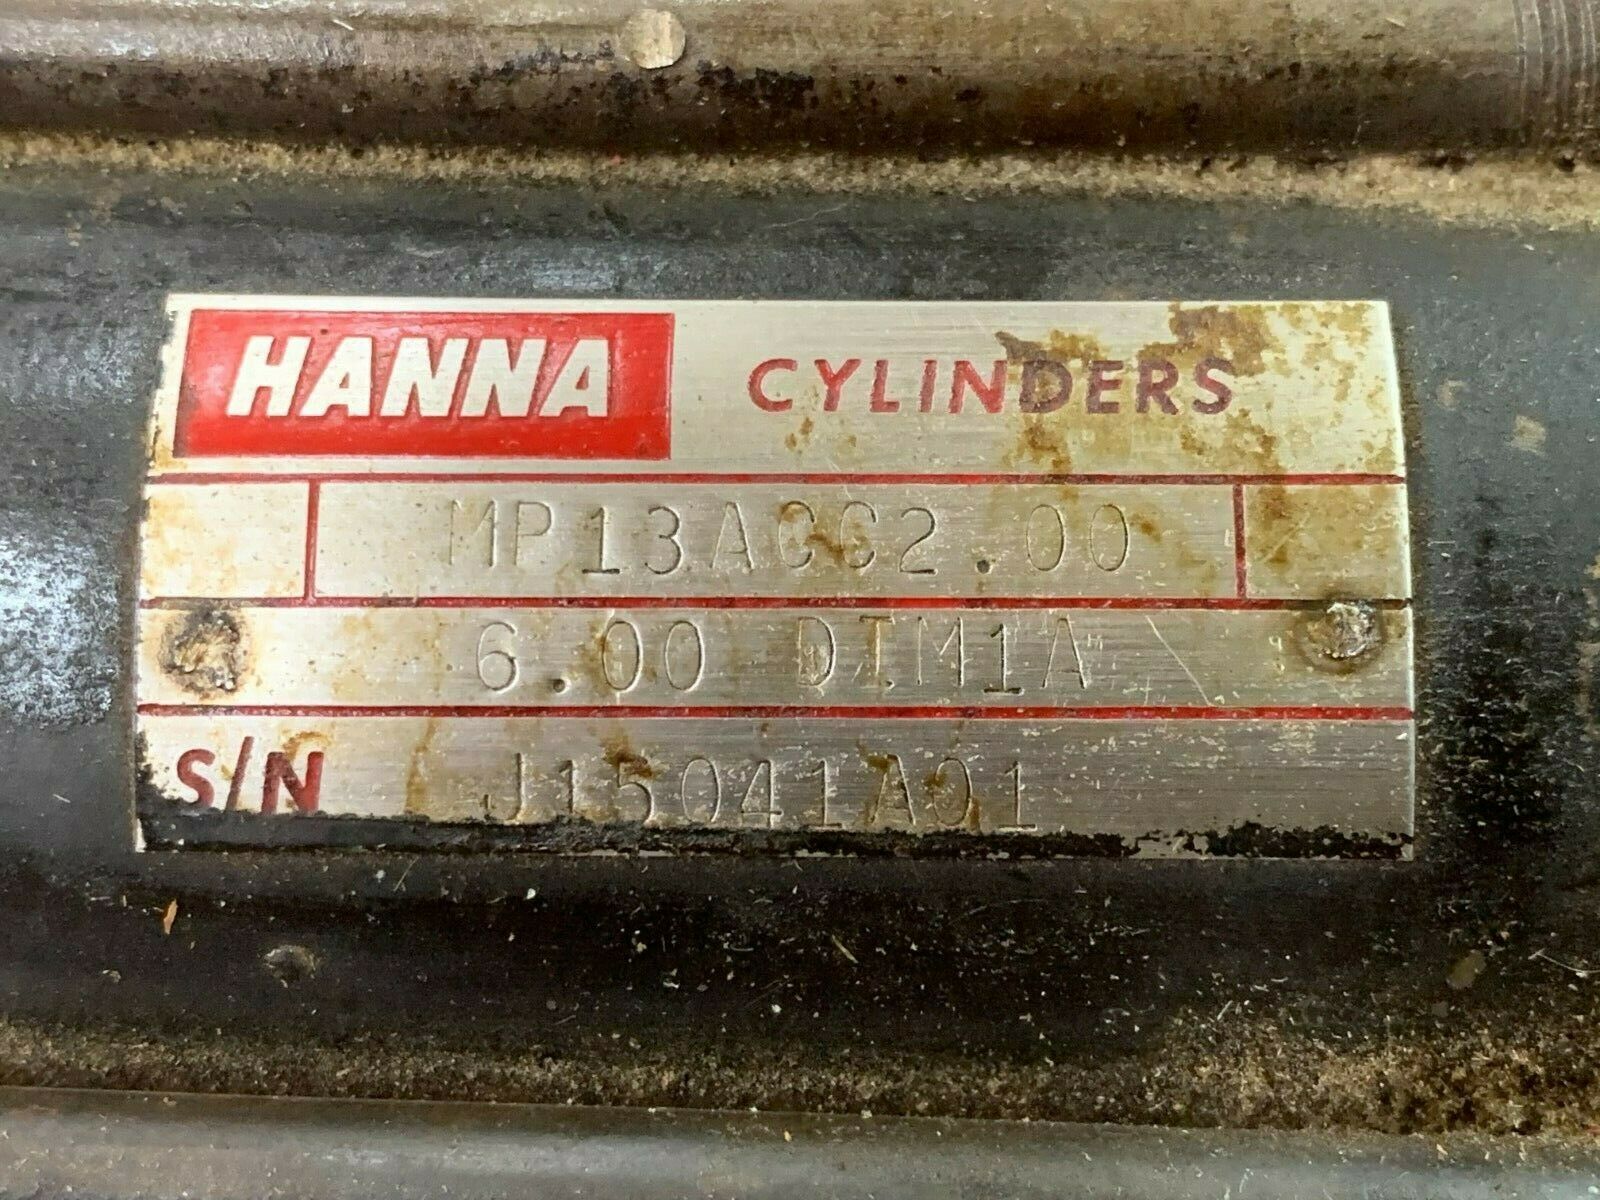 HANNA CYLINDERS
MP13ACC2.00
6.00 DIM1A
S/N J15041A01